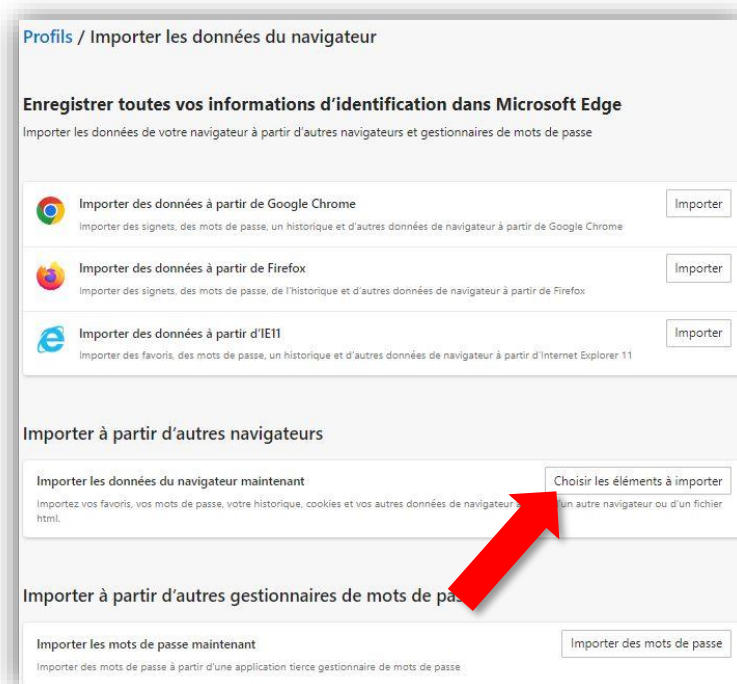 Profils / Importer les données du navigateur
Enregistrer toutes vos informations d'identification dans Microsoft Edge
Importer les données de votre navigateur à partir d'autres navigateurs et gestionnaires de mots de passe
Importer des données à partir de Google Chrome
Importer
Importer des signets, des mots de passe, un historique et d'autres données de navigateur à partir de Google Chrome
Importer des données à partir de Firefox
Importer
Importer des signets, des mots de passe, de l'historique et d'autres données de navigateur à partir de Firefox
Importer des données à partir d'IE11
Importer
Importer des favoris, des mots de passe, un historique et d'autres données de navigateur à partir d'Internet Explorer 11
Importer à partir d'autres navigateurs
Importer les données du navigateur maintenant
Choisir les éléments à importer
Importez vos favoris, vos mots de passe, votre historique, cookies et vos autres données de navigateur d'un autre navigateur ou d'un fichier
html.
Importer à partir d'autres gestionnaires de mots de
Importer les mots de passe maintenant
Importer des mots de passe
Importer des mots de passe à partir d'une application tierce gestionnaire de mots de passe